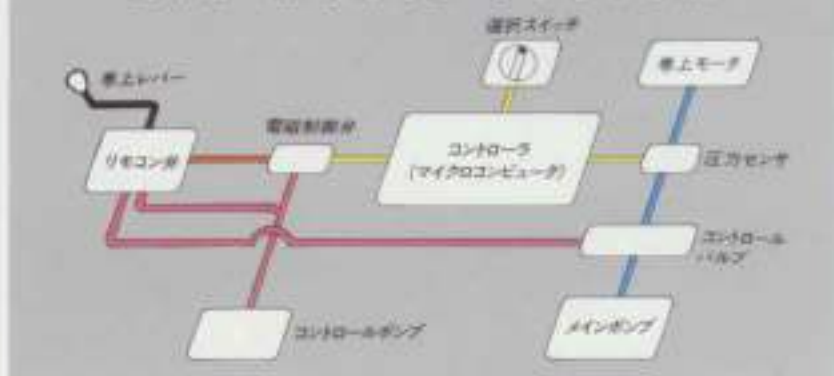 選択スイッチ
巻上モータ
巻上レバー
電磁制御弁
リモコン弁
コントローラ
(マイクロコンピュータ)
圧力センサ
コントロール
バルブ
コントロールポンプ
メインポンプ